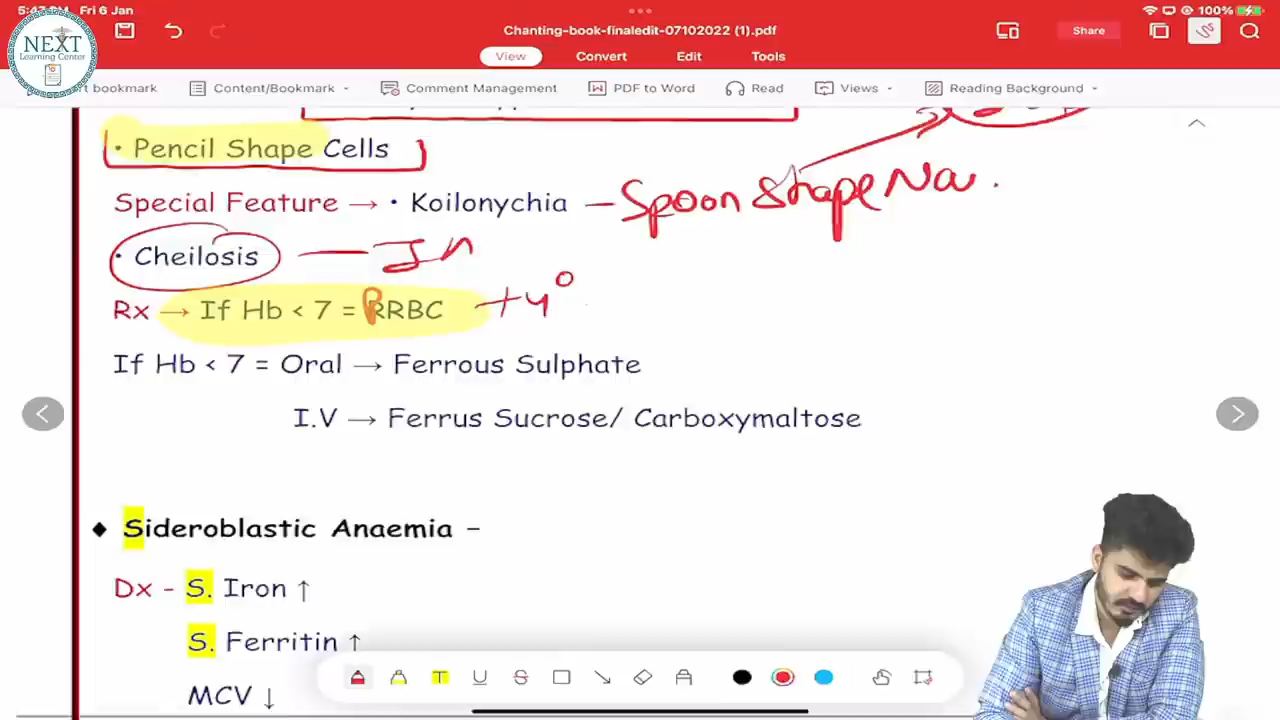 5:47 PM Fri 6 Jan
100%
NEXT
Learning Center
Chanting-book-finaledit-07102022 (1).pdf
Share
View Convert Edit Tools
bookmark Content/Bookmark Comment Management PDF to Word Read Views Reading Background
• Pencil Shape Cells
Special Feature → • Koilonychia – Spoon Shape Na
• Cheilosis — In
Rx → If Hb < 7 = PRRBC +4°
If Hb < 7 = Oral → Ferrous Sulphate
I.V → Ferrus Sucrose/ Carboxymaltose
◆ Sideroblastic Anaemia –
Dx - S. Iron ↑
S. Ferritin ↑
MCV ↓